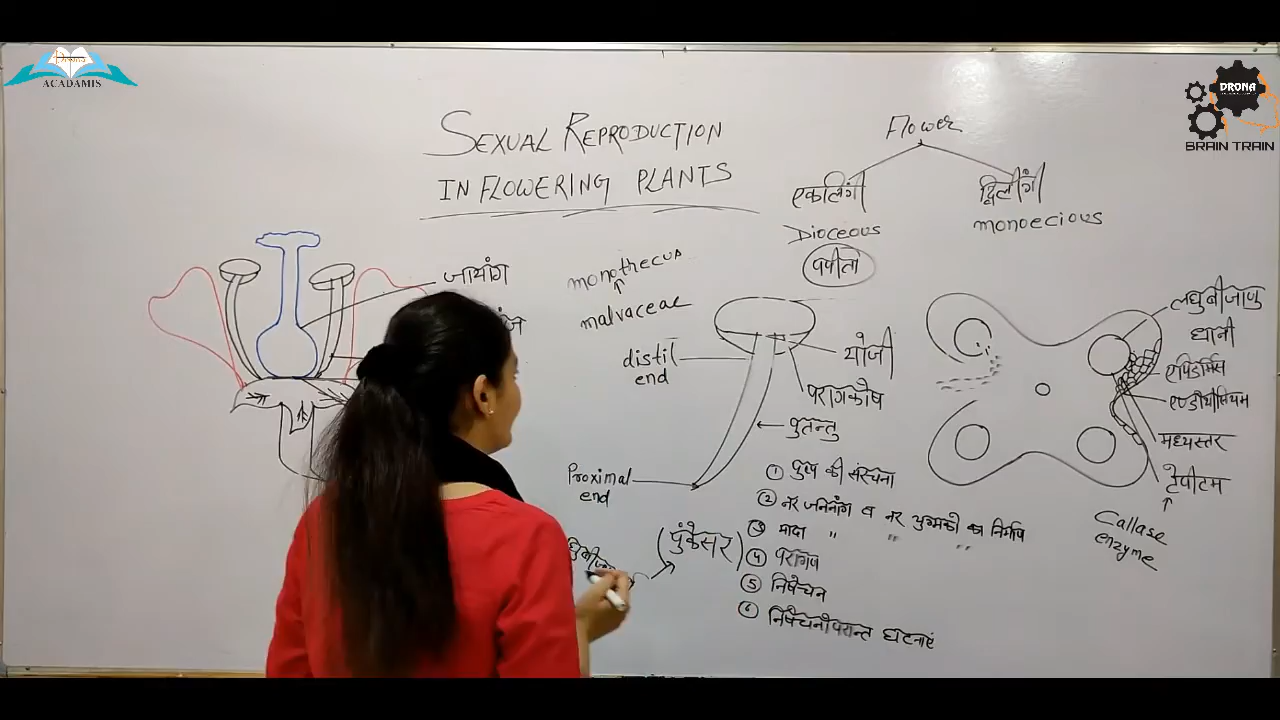 Drona
ACADAMIS
DRONA
BRAIN TRAIN
SEXUAL REPRODUCTION
IN FLOWERING PLANTS
Flower
एकलिंगी
द्विलिंगी
Dioceous
monoecious
पपीता
जायांग
monothecus
malvaceae
distil
end
Proximal
end
योजी
परागकोष
पुतन्तु
लघुबीजाणु
धानी
एपिडर्मिस
एण्डोथीसियम
मध्यस्तर
टेपीटम
Callase
enzyme
(पुंकेसर)
① पुष्प की संरचना
② नर जनिनांग व नर युग्मको का निर्माण
③ मादा " " "
④ परागण
⑤ निषेचन
⑥ निषेचनोपरान्त घटनाएं